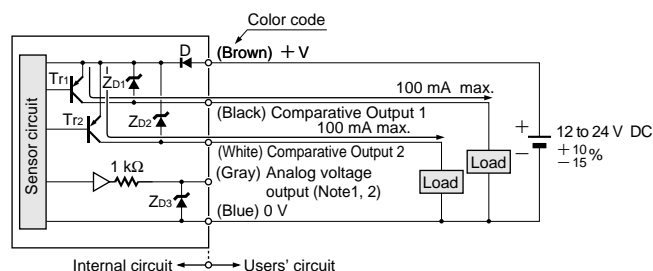 Color code
D
(Brown) +V
Tr1
ZD1
100 mA max.
(Black) Comparative Output 1
Tr2
ZD2
100 mA max.
(White) Comparative Output 2
Sensor circuit
1 kΩ
(Gray) Analog voltage
output (Note1, 2)
ZD3
(Blue) 0 V
Load
Load
+
−
12 to 24 V DC
+10
−15 %
Internal circuit
Users' circuit